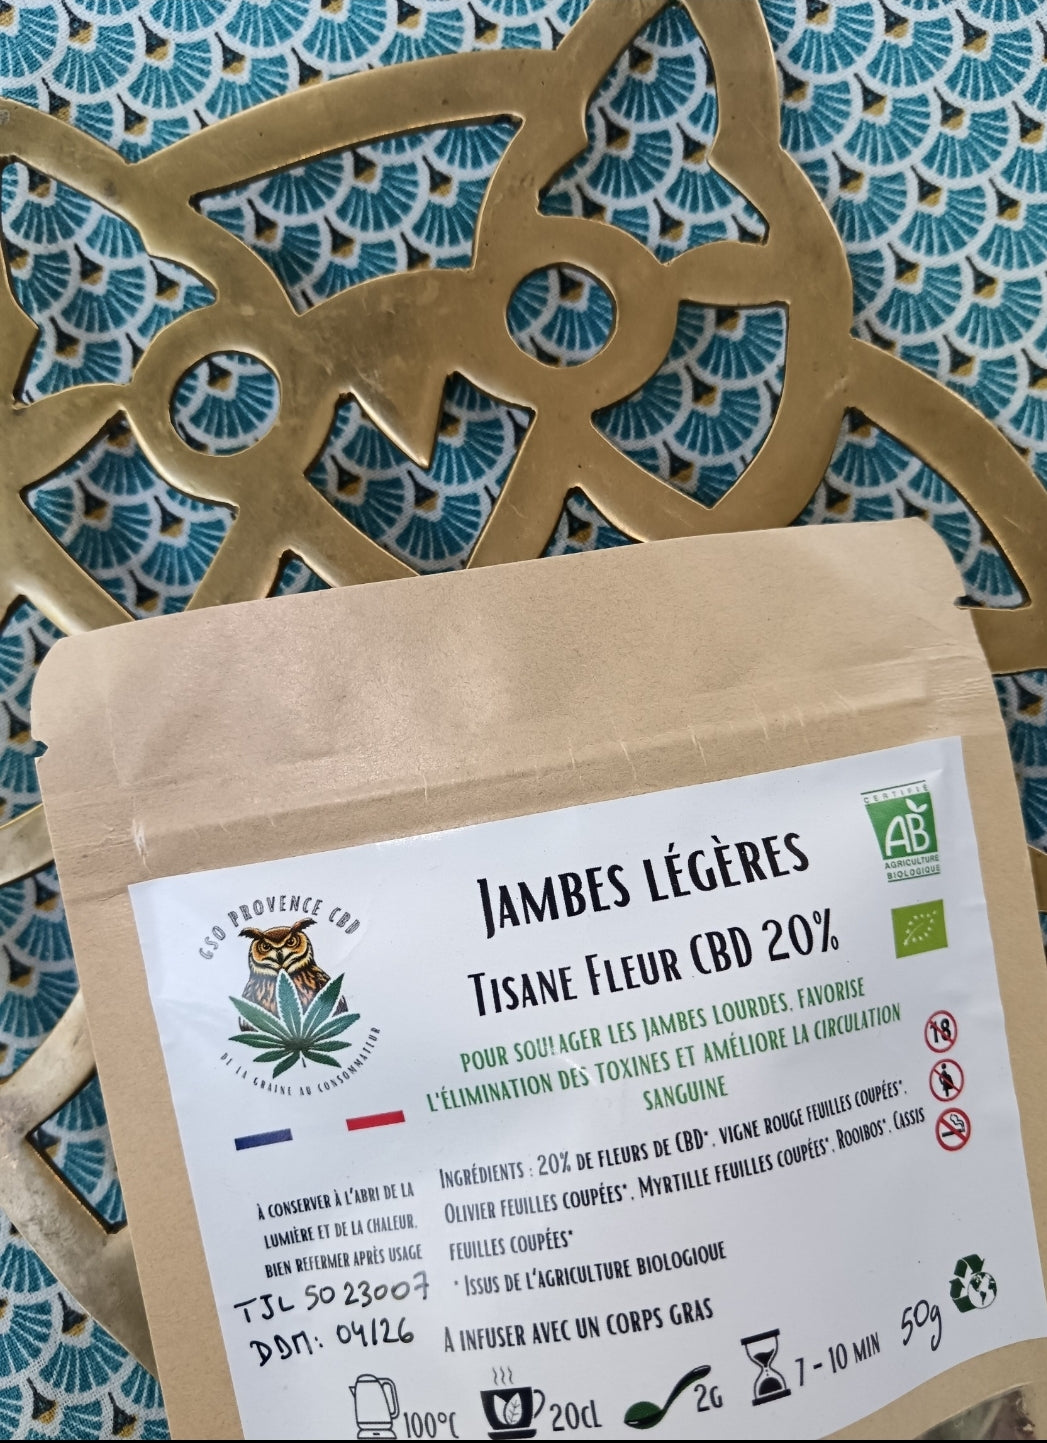 CERTIFIÉ
AB
AGRICULTURE
BIOLOGIQUE
GSO PROVENCE CBD
DE LA GRAINE AU CONSOMMATEUR
JAMBES LÉGÈRES
TISANE FLEUR CBD 20%
POUR SOULAGER LES JAMBES LOURDES, FAVORISE
L'ÉLIMINATION DES TOXINES ET AMÉLIORE LA CIRCULATION
SANGUINE
18
INGRÉDIENTS : 20% DE FLEURS DE CBD*, VIGNE ROUGE FEUILLES COUPÉES*,
OLIVIER FEUILLES COUPÉES*, MYRTILLE FEUILLES COUPÉES*, ROOIBOS*, CASSIS
FEUILLES COUPÉES*
* ISSUS DE L'AGRICULTURE BIOLOGIQUE
À CONSERVER À L'ABRI DE LA
LUMIÈRE ET DE LA CHALEUR,
BIEN REFERMER APRÈS USAGE
TJL 5023007
DDM: 04/26
A INFUSER AVEC UN CORPS GRAS
100°C
20CL
2G
7 - 10 MIN
50g